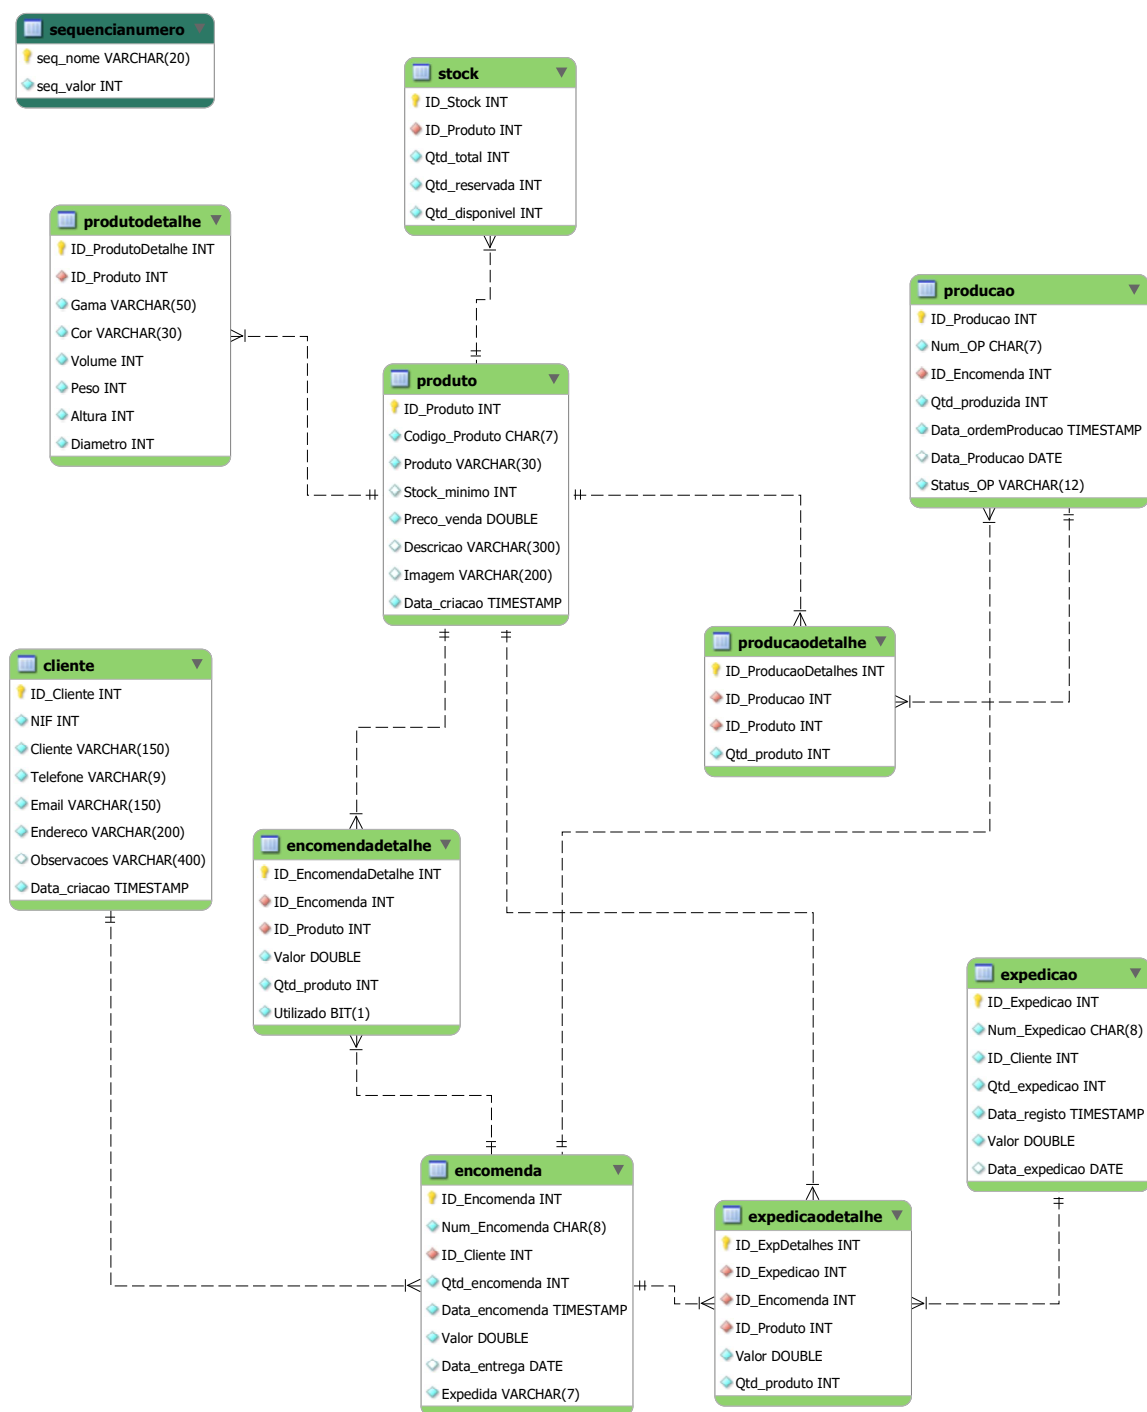 sequencianumero
seq_nome VARCHAR(20)
seq_valor INT
stock
ID_Stock INT
ID_Produto INT
Qtd_total INT
Qtd_reservada INT
Qtd_disponivel INT
produtodetalhe
ID_ProdutoDetalhe INT
ID_Produto INT
Gama VARCHAR(50)
Cor VARCHAR(30)
Volume INT
Peso INT
Altura INT
Diametro INT
producao
ID_Producao INT
Num_OP CHAR(7)
ID_Encomenda INT
Qtd_produzida INT
Data_ordemProducao TIMESTAMP
Data_Producao DATE
Status_OP VARCHAR(12)
produto
ID_Produto INT
Codigo_Produto CHAR(7)
Produto VARCHAR(30)
Stock_minimo INT
Preco_venda DOUBLE
Descricao VARCHAR(300)
Imagem VARCHAR(200)
Data_criacao TIMESTAMP
producaodetalhe
ID_ProducaoDetalhes INT
ID_Producao INT
ID_Produto INT
Qtd_produto INT
cliente
ID_Cliente INT
NIF INT
Cliente VARCHAR(150)
Telefone VARCHAR(9)
Email VARCHAR(150)
Endereco VARCHAR(200)
Observacoes VARCHAR(400)
Data_criacao TIMESTAMP
encomendadetalhe
ID_EncomendaDetalhe INT
ID_Encomenda INT
ID_Produto INT
Valor DOUBLE
Qtd_produto INT
Utilizado BIT(1)
expedicao
ID_Expedicao INT
Num_Expedicao CHAR(8)
ID_Cliente INT
Qtd_expedicao INT
Data_registo TIMESTAMP
Valor DOUBLE
Data_expedicao DATE
encomenda
ID_Encomenda INT
Num_Encomenda CHAR(8)
ID_Cliente INT
Qtd_encomenda INT
Data_encomenda TIMESTAMP
Valor DOUBLE
Data_entrega DATE
Expedida VARCHAR(7)
expedicaodetalhe
ID_ExpDetalhes INT
ID_Expedicao INT
ID_Encomenda INT
ID_Produto INT
Valor DOUBLE
Qtd_produto INT